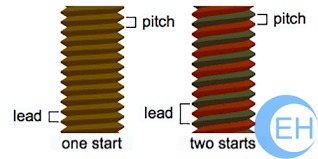 pitch
pitch
lead
lead
one start
two starts
EH